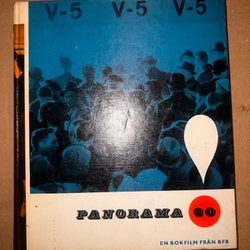 V-5 V-5 V-5
PANORAMA 60
EN BOKFILM FRÅN BFB